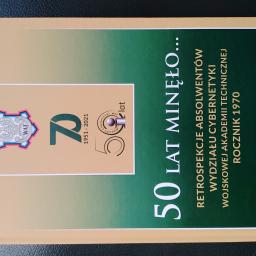 50 LAT MINĘŁO...
RETROSPEKCJE ABSOLWENTÓW
WYDZIAŁU CYBERNETYKI
WOJSKOWEJ AKADEMII TECHNICZNEJ
ROCZNIK 1970
70
1951-2021
50 lat